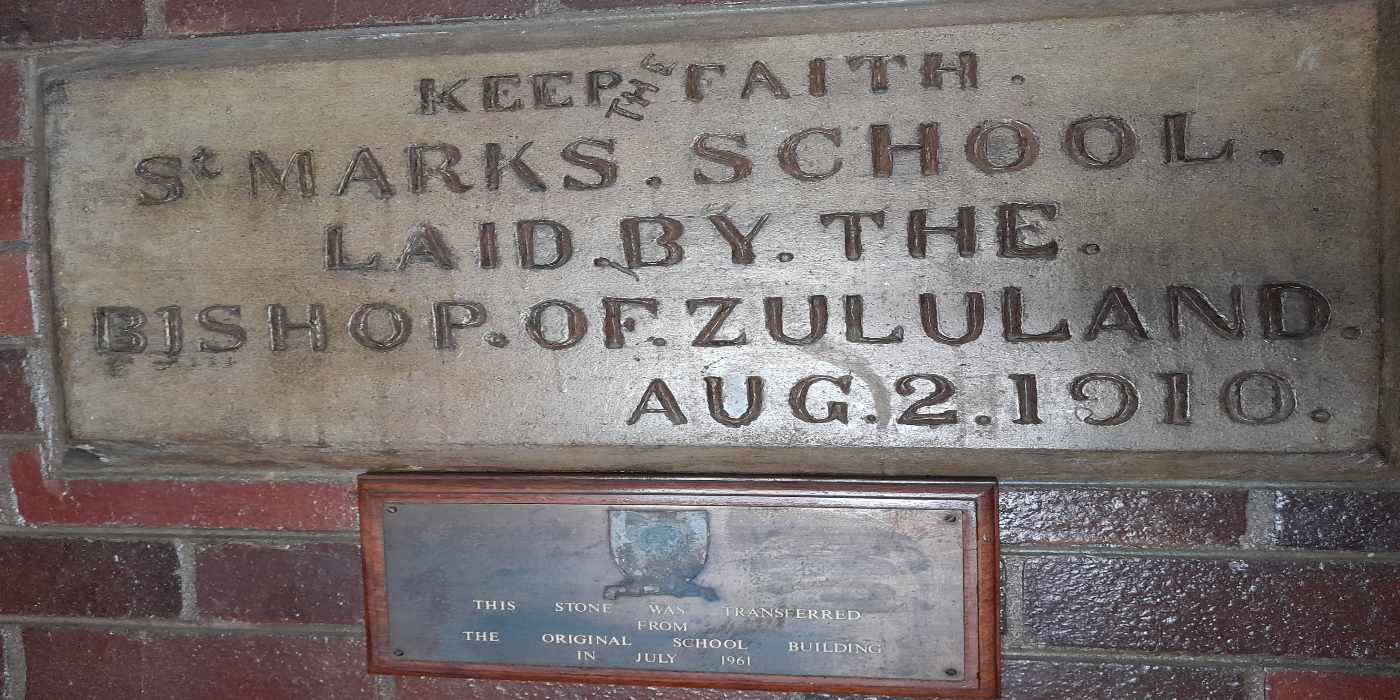 KEEP THE FAITH.
St MARKS. SCHOOL.
LAID. BY. THE.
BISHOP. OF. ZULULAND.
AUG. 2. 1910.
THIS STONE WAS TRANSFERRED
FROM
THE ORIGINAL SCHOOL BUILDING
IN JULY 1961